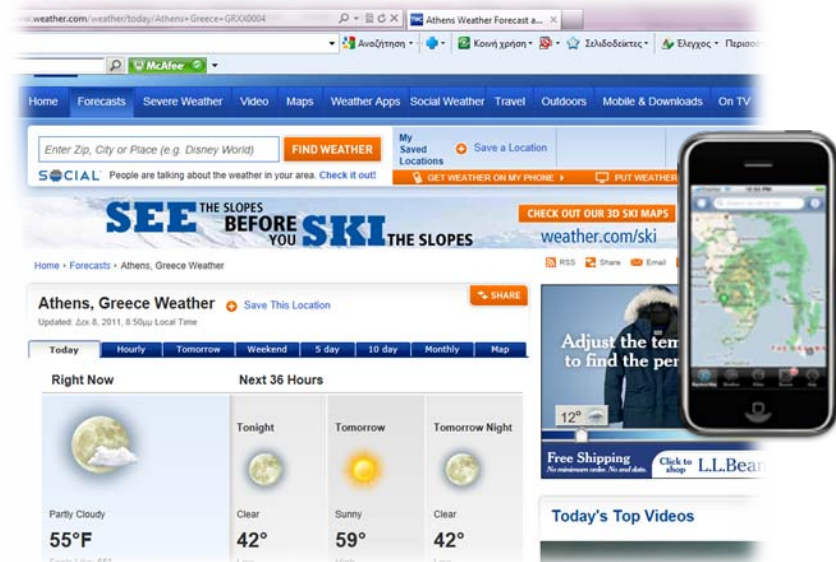 w.weather.com/weather/today/Athens+Greece+GRXX0004
Athens Weather Forecast a...
Αναζήτηση
Κοινή χρήση
Σελιδοδείκτες
Έλεγχος
McAfee
Home Forecasts Severe Weather Video Maps Weather Apps Social Weather Travel Outdoors Mobile & Downloads On TV
Enter Zip, City or Place (e.g. Disney World)
FIND WEATHER
My Saved Locations
Save a Location
SOCIAL People are talking about the weather in your area. Check it out!
GET WEATHER ON MY PHONE
PUT WEATHER
SEE THE SLOPES BEFORE YOU SKI THE SLOPES
CHECK OUT OUR 3D SKI MAPS
weather.com/ski
Home › Forecasts › Athens, Greece Weather
RSS Share Email
Athens, Greece Weather
Save This Location
SHARE
Updated: Δεκ 8, 2011, 8:50μμ Local Time
Today Hourly Tomorrow Weekend 5 day 10 day Monthly Map
Right Now
Next 36 Hours
Tonight Tomorrow Tomorrow Night
Partly Cloudy Clear Sunny Clear
55°F 42° 59° 42°
Adjust the tem
to find the per
12°
Free Shipping
No minimum order. No end date.
Click to shop
L.L.Bean
Today's Top Videos